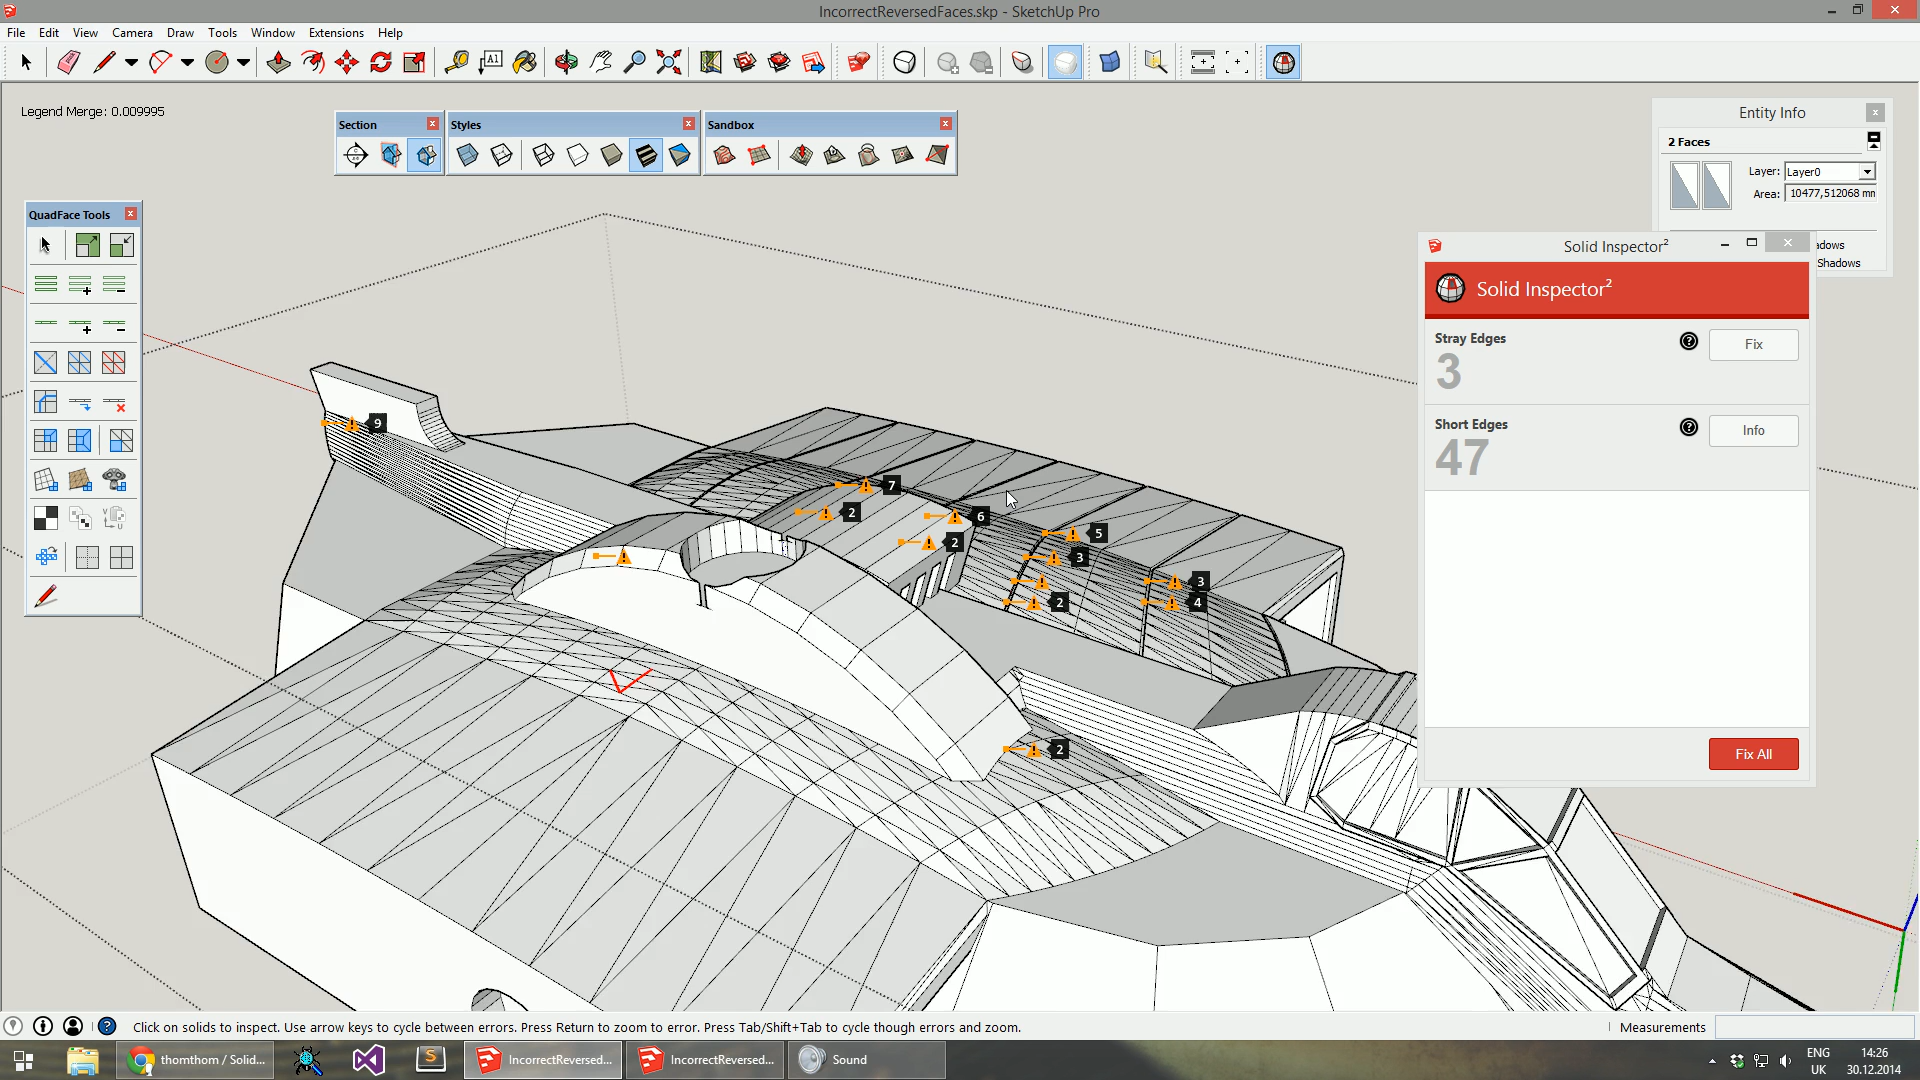 IncorrectReversedFaces.skp - SketchUp Pro
File Edit View Camera Draw Tools Window Extensions Help
A1
Legend Merge: 0.009995
Section
Styles
Sandbox
Entity Info
2 Faces
Layer: Layer0
Area: 10477,512068 mm
adows
Shadows
QuadFace Tools
Solid Inspector²
Solid Inspector²
Stray Edges
3
Fix
Short Edges
47
Info
Fix All
9
7
2
6
2
5
3
3
2
4
2
Click on solids to inspect. Use arrow keys to cycle between errors. Press Return to zoom to error. Press Tab/Shift+Tab to cycle though errors and zoom.
Measurements
thomthom / Solid...
IncorrectReversed...
IncorrectReversed...
Sound
ENG
UK
14:26
30.12.2014